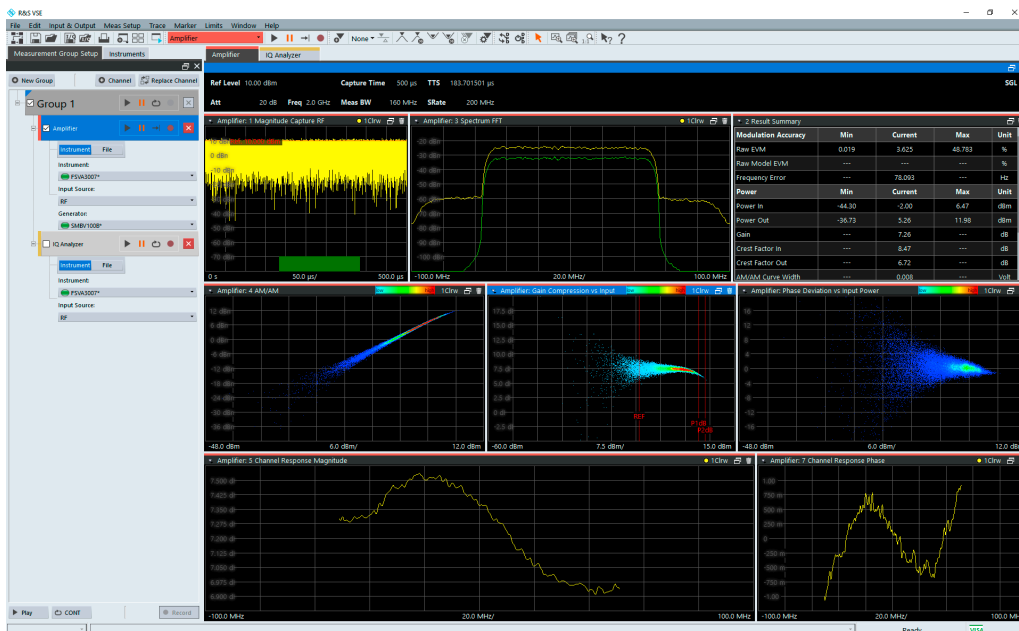 R&S VSE
File Edit Input & Output Meas Setup Trace Marker Limits Window Help
Amplifier
None
Measurement Group Setup Instruments
Amplifier IQ Analyzer
New Group Channel Replace Channel
Group 1
Amplifier
Instrument File
Instrument:
FSVA3007*
Input Source:
RF
Generator:
SMBV100B*
IQ Analyzer
Instrument File
Instrument:
FSVA3007*
Input Source:
RF
Play CONT Record
Ref Level 10.00 dBm Capture Time 500 µs TTS 183.701501 µs SGL
Att 20 dB Freq 2.0 GHz Meas BW 160 MHz SRate 200 MHz
Amplifier: 1 Magnitude Capture RF 1Clrw
0 dBm
0 s 50.0 µs/ 500.0 µs
Amplifier: 3 Spectrum FFT 1Clrw
-100.0 MHz 20.0 MHz/ 100.0 MHz
2 Result Summary
Modulation Accuracy Min Current Max Unit
Raw EVM 0.019 3.625 48.783 %
Raw Model EVM --- --- --- %
Frequency Error --- 78.093 --- Hz
Power Min Current Max Unit
Power In -44.30 -2.00 6.47 dBm
Power Out -36.73 5.26 11.98 dBm
Gain --- 7.26 --- dB
Crest Factor In --- 8.47 --- dB
Crest Factor Out --- 6.72 --- dB
AM/AM Curve Width --- 0.008 --- Volt
Amplifier: 4 AM/AM 1Clrw
-48.0 dBm 6.0 dBm/ 12.0 dBm
Amplifier: Gain Compression vs Input 1Clrw
-60.0 dBm 7.5 dBm/ 15.0 dBm
Amplifier: Phase Deviation vs Input Power 1Clrw
-48.0 dBm 6.0 dBm/ 12.0 dBm
Amplifier: 5 Channel Response Magnitude 1Clrw
-100.0 MHz 20.0 MHz/ 100.0 MHz
Amplifier: 7 Channel Response Phase 1Clrw
-100.0 MHz 20.0 MHz/ 100.0 MHz
Ready